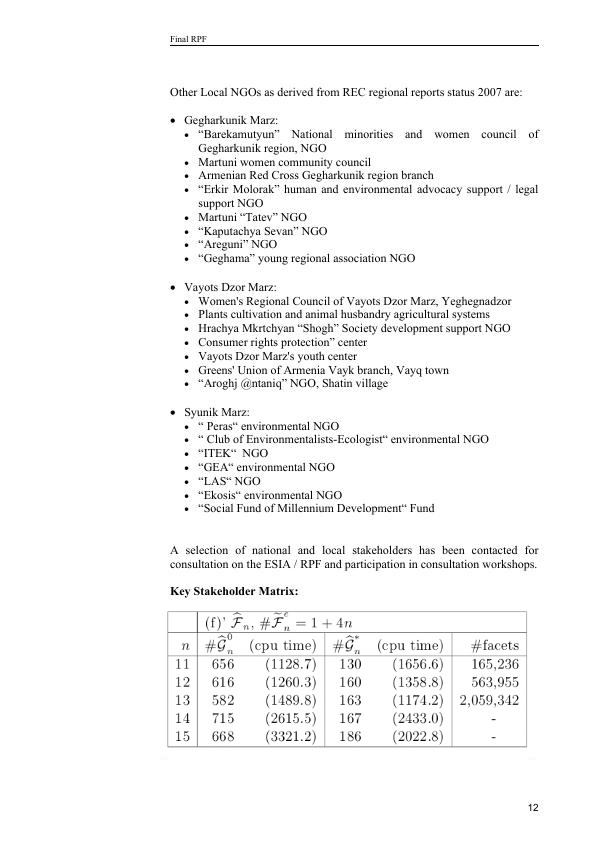 Final RPF
Other Local NGOs as derived from REC regional reports status 2007 are:
• Gegharkunik Marz:
• “Barekamutyun” National minorities and women council of
Gegharkunik region, NGO
• Martuni women community council
• Armenian Red Cross Gegharkunik region branch
• “Erkir Molorak” human and environmental advocacy support / legal
support NGO
• Martuni “Tatev” NGO
• “Kaputachya Sevan” NGO
• “Areguni” NGO
• “Geghama” young regional association NGO
• Vayots Dzor Marz:
• Women's Regional Council of Vayots Dzor Marz, Yeghegnadzor
• Plants cultivation and animal husbandry agricultural systems
• Hrachya Mkrtchyan “Shogh” Society development support NGO
• Consumer rights protection” center
• Vayots Dzor Marz's youth center
• Greens' Union of Armenia Vayk branch, Vayq town
• “Aroghj @ntaniq” NGO, Shatin village
• Syunik Marz:
• “ Peras“ environmental NGO
• “ Club of Environmentalists-Ecologist“ environmental NGO
• “ITEK“ NGO
• “GEA“ environmental NGO
• “LAS“ NGO
• “Ekosis“ environmental NGO
• “Social Fund of Millennium Development“ Fund
A selection of national and local stakeholders has been contacted for
consultation on the ESIA / RPF and participation in consultation workshops.
Key Stakeholder Matrix:
(f)' $\widehat{\mathcal{F}}_n$, $\#\widetilde{\mathcal{F}}_n^e = 1 + 4n$
n $\#\widehat{\mathcal{G}}_n^0$ (cpu time) $\#\widehat{\mathcal{G}}_n^*$ (cpu time) #facets
11 656 (1128.7) 130 (1656.6) 165,236
12 616 (1260.3) 160 (1358.8) 563,955
13 582 (1489.8) 163 (1174.2) 2,059,342
14 715 (2615.5) 167 (2433.0) -
15 668 (3321.2) 186 (2022.8) -
12